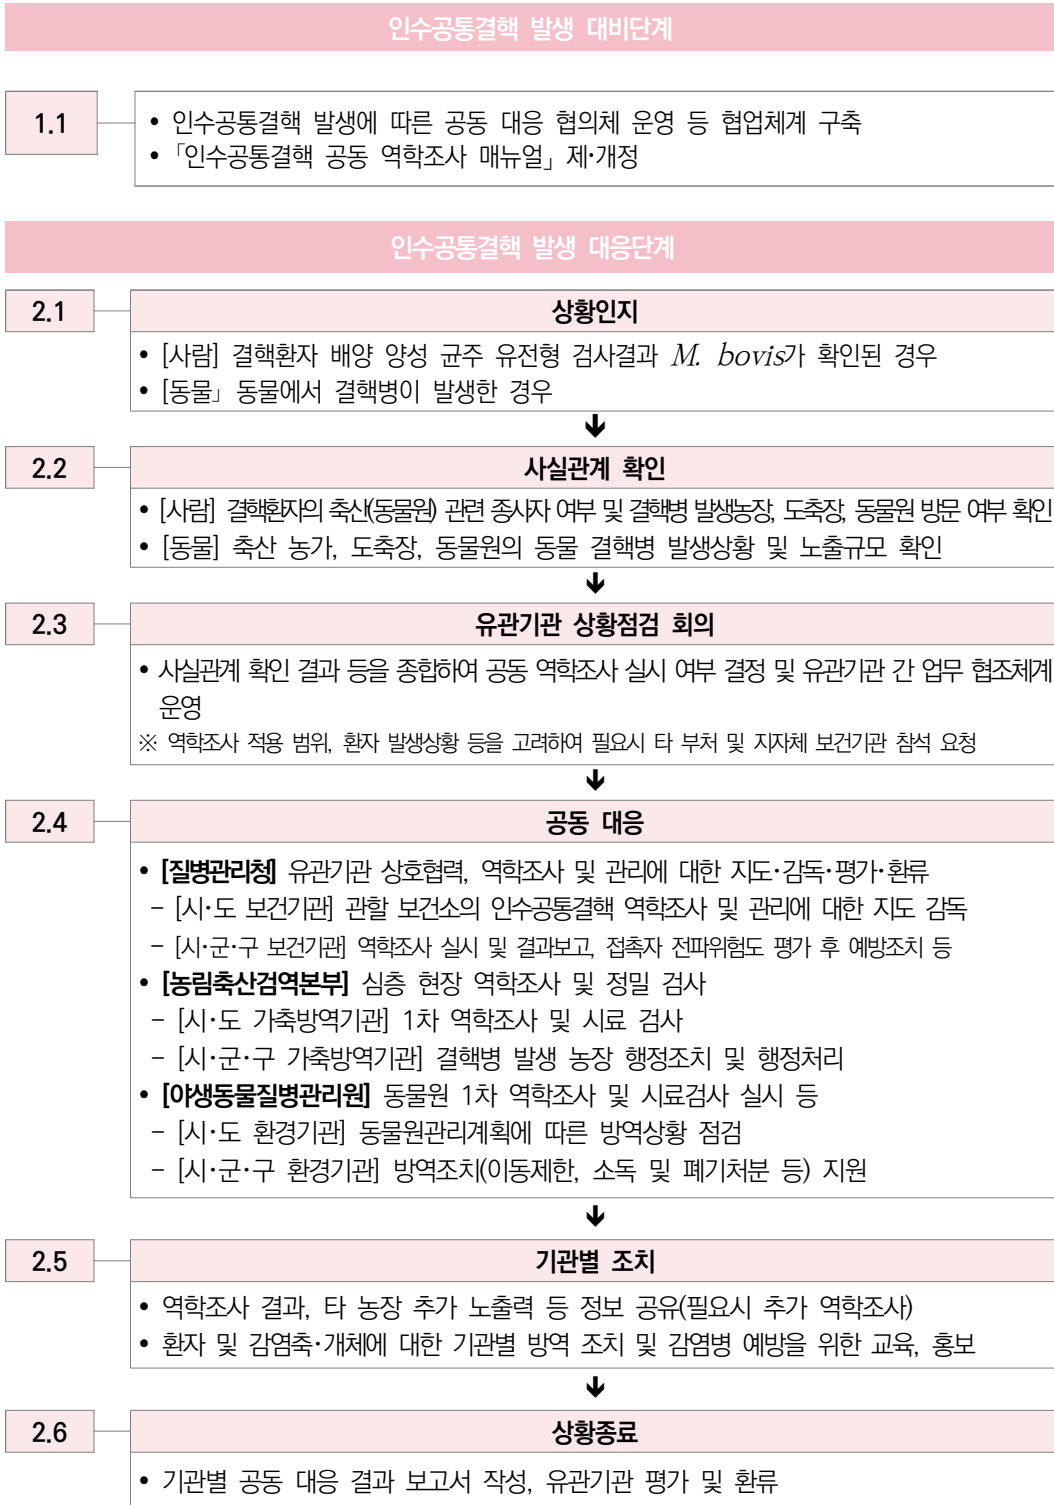 인수공통결핵 발생 대비단계
1.1
• 인수공통결핵 발생에 따른 공동 대응 협의체 운영 등 협업체계 구축
•「인수공통결핵 공동 역학조사 매뉴얼」제·개정
인수공통결핵 발생 대응단계
2.1
상황인지
• [사람] 결핵환자 배양 양성 균주 유전형 검사결과 M. bovis가 확인된 경우
• [동물」동물에서 결핵병이 발생한 경우
🡻
2.2
사실관계 확인
• [사람] 결핵환자의 축산(동물원) 관련 종사자 여부 및 결핵병 발생농장, 도축장, 동물원 방문 여부 확인
• [동물] 축산 농가, 도축장, 동물원의 동물 결핵병 발생상황 및 노출규모 확인
🡻
2.3
유관기관 상황점검 회의
• 사실관계 확인 결과 등을 종합하여 공동 역학조사 실시 여부 결정 및 유관기관 간 업무 협조체계
운영
※ 역학조사 적용 범위, 환자 발생상황 등을 고려하여 필요시 타 부처 및 지자체 보건기관 참석 요청
🡻
2.4
공동 대응
• [질병관리청] 유관기관 상호협력, 역학조사 및 관리에 대한 지도·감독·평가·환류
- [시·도 보건기관] 관할 보건소의 인수공통결핵 역학조사 및 관리에 대한 지도 감독
- [시·군·구 보건기관] 역학조사 실시 및 결과보고, 접촉자 전파위험도 평가 후 예방조치 등
• [농림축산검역본부] 심층 현장 역학조사 및 정밀 검사
- [시·도 가축방역기관] 1차 역학조사 및 시료 검사
- [시·군·구 가축방역기관] 결핵병 발생 농장 행정조치 및 행정처리
• [야생동물질병관리원] 동물원 1차 역학조사 및 시료검사 실시 등
- [시·도 환경기관] 동물원관리계획에 따른 방역상황 점검
- [시·군·구 환경기관] 방역조치(이동제한, 소독 및 폐기처분 등) 지원
🡻
2.5
기관별 조치
• 역학조사 결과, 타 농장 추가 노출력 등 정보 공유(필요시 추가 역학조사)
• 환자 및 감염축·개체에 대한 기관별 방역 조치 및 감염병 예방을 위한 교육, 홍보
🡻
2.6
상황종료
• 기관별 공동 대응 결과 보고서 작성, 유관기관 평가 및 환류